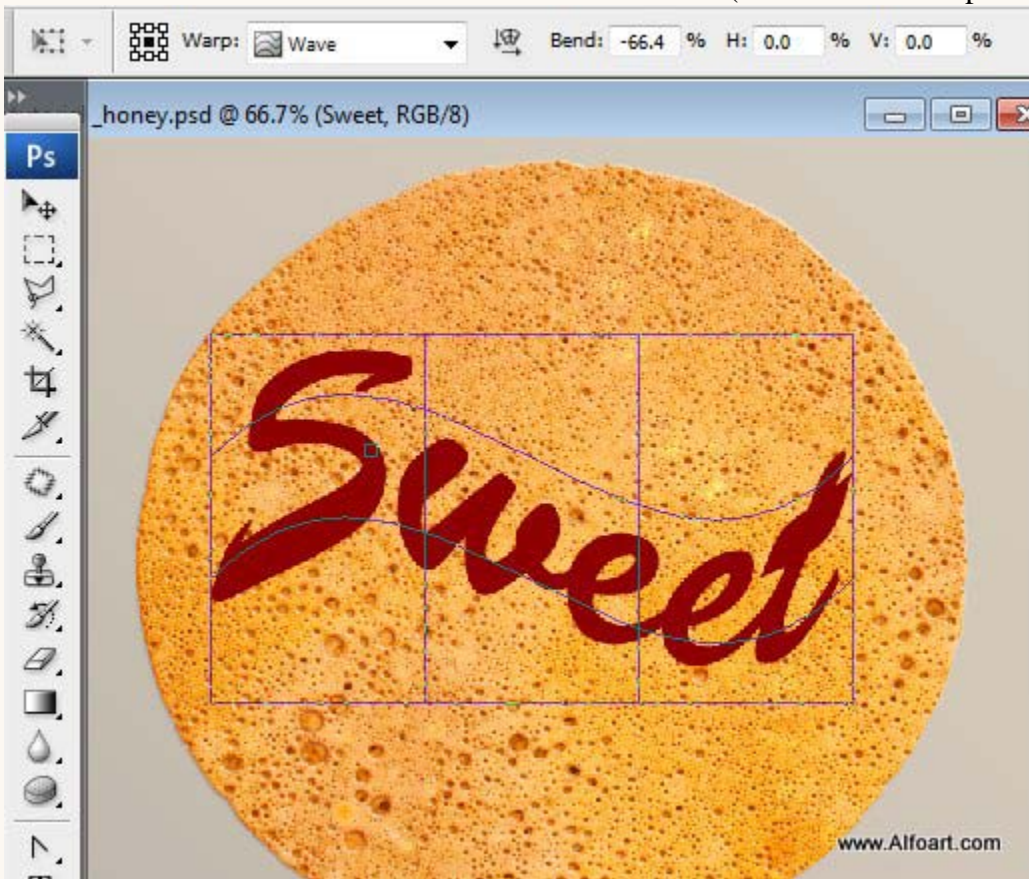 Warp: Wave Bend: -66.4 % H: 0.0 % V: 0.0 %
_honey.psd @ 66.7% (Sweet, RGB/8)
Ps
Sweet
www.Alfoart.com